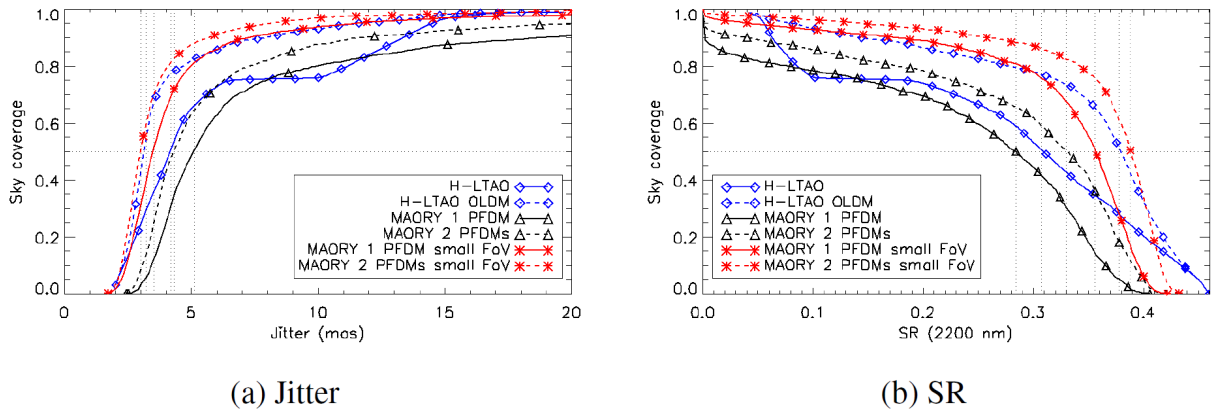 1.0
0.8
0.6
0.4
0.2
0.0
Sky coverage
0 5 10 15 20
Jitter (mas)
H-LTAO
H-LTAO OLDM
MAORY 1 PFDM
MAORY 2 PFDMs
MAORY 1 PFDM small FoV
MAORY 2 PFDMs small FoV
(a) Jitter
1.0
0.8
0.6
0.4
0.2
0.0
Sky coverage
0.0 0.1 0.2 0.3 0.4
SR (2200 nm)
H-LTAO
H-LTAO OLDM
MAORY 1 PFDM
MAORY 2 PFDMs
MAORY 1 PFDM small FoV
MAORY 2 PFDMs small FoV
(b) SR